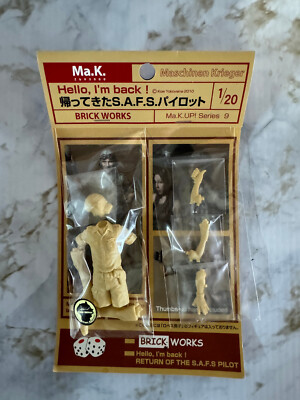 Ma.K.
Maschinen Krieger
Hello, I'm back !
© Kow Yokoyama 2010
帰ってきたS.A.F.S.パイロット
1/20
BRICK WORKS
Ma.K.UP! Series 9
Thumbs
BRICK WORKS
Hello, I'm back !
RETURN OF THE S.A.F.S PILOT